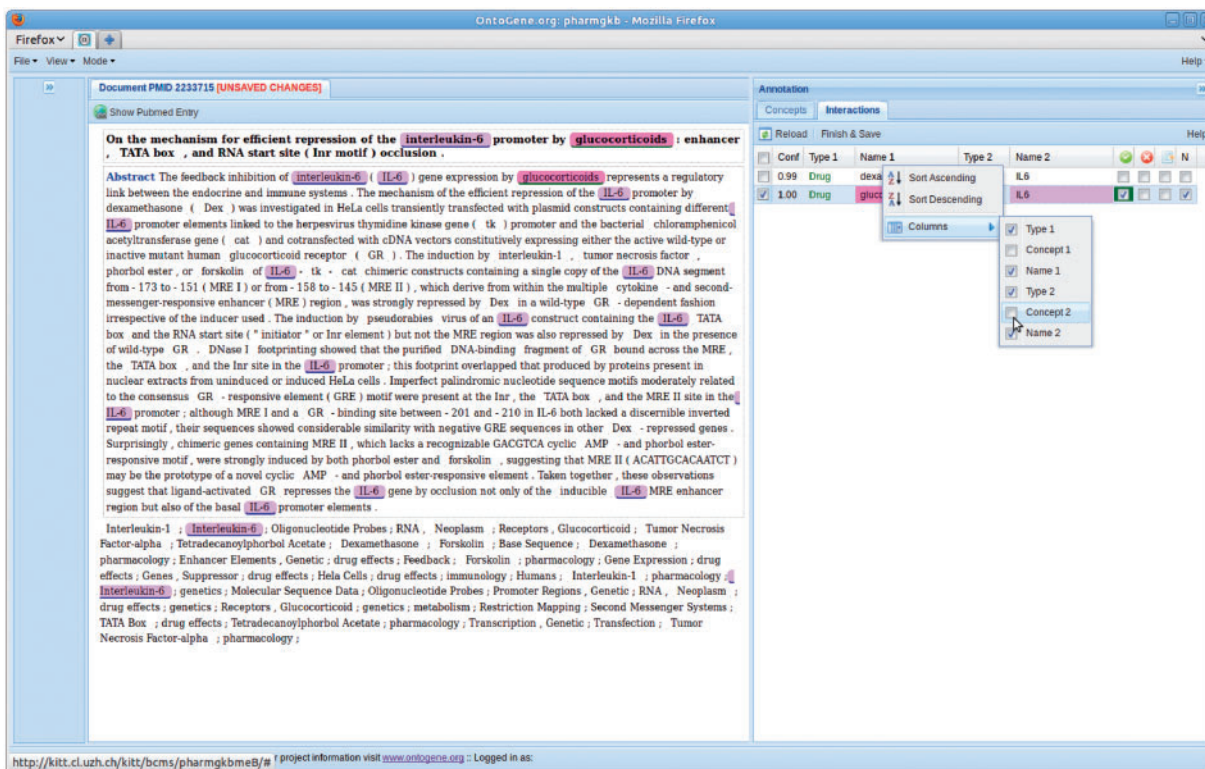 OntoGene.org: pharmgkb - Mozilla Firefox
Firefox
File View Mode Help
Document PMID 2233715 [UNSAVED CHANGES]
Show Pubmed Entry
On the mechanism for efficient repression of the interleukin-6 promoter by glucocorticoids : enhancer
, TATA box , and RNA start site ( Inr motif ) occlusion .
Abstract The feedback inhibition of interleukin-6 ( IL-6 ) gene expression by glucocorticoids represents a regulatory
link between the endocrine and immune systems . The mechanism of the efficient repression of the IL-6 promoter by
dexamethasone ( Dex ) was investigated in HeLa cells transiently transfected with plasmid constructs containing different
IL-6 promoter elements linked to the herpesvirus thymidine kinase gene ( tk ) promoter and the bacterial chloramphenicol
acetyltransferase gene ( cat ) and cotransfected with cDNA vectors constitutively expressing either the active wild-type or
inactive mutant human glucocorticoid receptor ( GR ) . The induction by interleukin-1 , tumor necrosis factor ,
phorbol ester , or forskolin of IL-6 - tk - cat chimeric constructs containing a single copy of the IL-6 DNA segment
from - 173 to - 151 ( MRE I ) or from - 158 to - 145 ( MRE II ) , which derive from within the multiple cytokine - and second-
messenger-responsive enhancer ( MRE ) region , was strongly repressed by Dex in a wild-type GR - dependent fashion
irrespective of the inducer used . The induction by pseudorabies virus of an IL-6 construct containing the IL-6 TATA
box and the RNA start site ( " initiator " or Inr element ) but not the MRE region was also repressed by Dex in the presence
of wild-type GR . DNase I footprinting showed that the purified DNA-binding fragment of GR bound across the MRE ,
the TATA box , and the Inr site in the IL-6 promoter ; this footprint overlapped that produced by proteins present in
nuclear extracts from uninduced or induced HeLa cells . Imperfect palindromic nucleotide sequence motifs moderately related
to the consensus GR - responsive element ( GRE ) motif were present at the Inr , the TATA box , and the MRE II site in the
IL-6 promoter ; although MRE I and a GR - binding site between - 201 and - 210 in IL-6 both lacked a discernible inverted
repeat motif , their sequences showed considerable similarity with negative GRE sequences in other Dex - repressed genes .
Surprisingly , chimeric genes containing MRE II , which lacks a recognizable GACGTCA cyclic AMP - and phorbol ester-
responsive motif , were strongly induced by both phorbol ester and forskolin , suggesting that MRE II ( ACATTGCACAATCT )
may be the prototype of a novel cyclic AMP - and phorbol ester-responsive element . Taken together , these observations
suggest that ligand-activated GR represses the IL-6 gene by occlusion not only of the inducible IL-6 MRE enhancer
region but also of the basal IL-6 promoter elements .
Interleukin-1 ; Interleukin-6 ; Oligonucleotide Probes ; RNA , Neoplasm ; Receptors , Glucocorticoid ; Tumor Necrosis
Factor-alpha ; Tetradecanoylphorbol Acetate ; Dexamethasone ; Forskolin ; Base Sequence ; Dexamethasone ;
pharmacology ; Enhancer Elements , Genetic ; drug effects ; Feedback ; Forskolin ; pharmacology ; Gene Expression ; drug
effects ; Genes , Suppressor ; drug effects ; Hela Cells ; drug effects ; immunology ; Humans ; Interleukin-1 ; pharmacology ;
Interleukin-6 ; genetics ; Molecular Sequence Data ; Oligonucleotide Probes ; Promoter Regions , Genetic ; RNA , Neoplasm ;
drug effects ; genetics ; Receptors , Glucocorticoid ; genetics ; metabolism ; Restriction Mapping ; Second Messenger Systems ;
TATA Box ; drug effects ; Tetradecanoylphorbol Acetate ; pharmacology ; Transcription , Genetic ; Transfection ; Tumor
Necrosis Factor-alpha ; pharmacology ;
Annotation
Concepts Interactions
Reload Finish & Save Help
Conf Type 1 Name 1 Type 2 Name 2 N
0.99 Drug dexa IL6
1.00 Drug gluco IL6
Sort Ascending
Sort Descending
Columns
Type 1
Concept 1
Name 1
Type 2
Concept 2
Name 2
http://kitt.cl.uzh.ch/kitt/bcms/pharmgkbmeB/# r project information visit www.ontogene.org :: Logged in as: